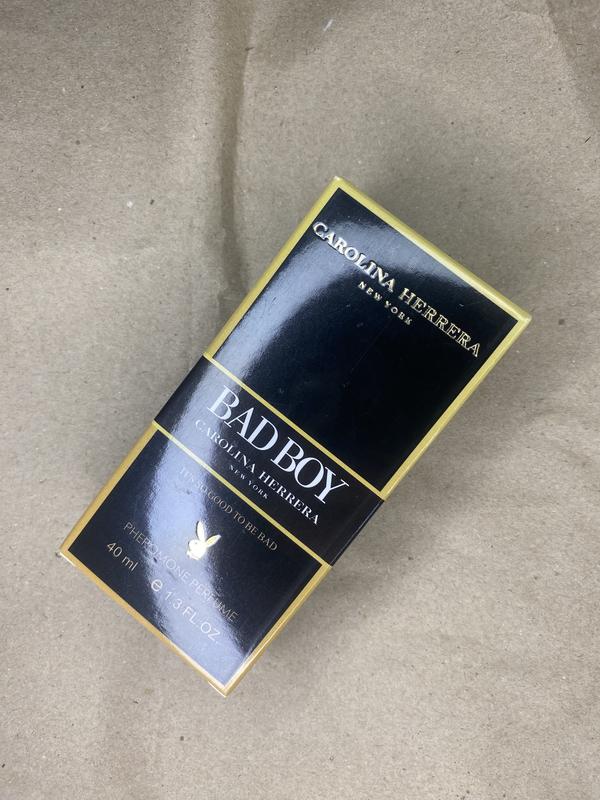 CAROLINA HERRERA
NEW YORK
BAD BOY
CAROLINA HERRERA
NEW YORK
IT'S SO GOOD TO BE BAD
PHEROMONE PERFUME
40 ml ℮ 1.3 FL.OZ.